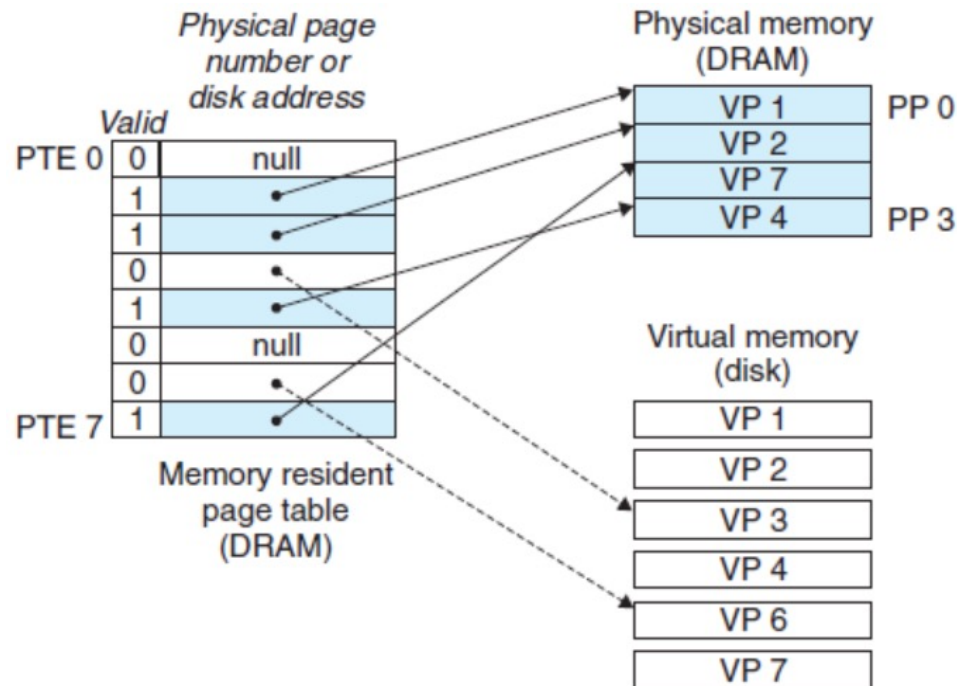 Physical page
number or
disk address
Valid
PTE 0 0 null
1
1
0
1
0 null
0
PTE 7 1
Memory resident
page table
(DRAM)
Physical memory
(DRAM)
VP 1 PP 0
VP 2
VP 7
VP 4 PP 3
Virtual memory
(disk)
VP 1
VP 2
VP 3
VP 4
VP 6
VP 7